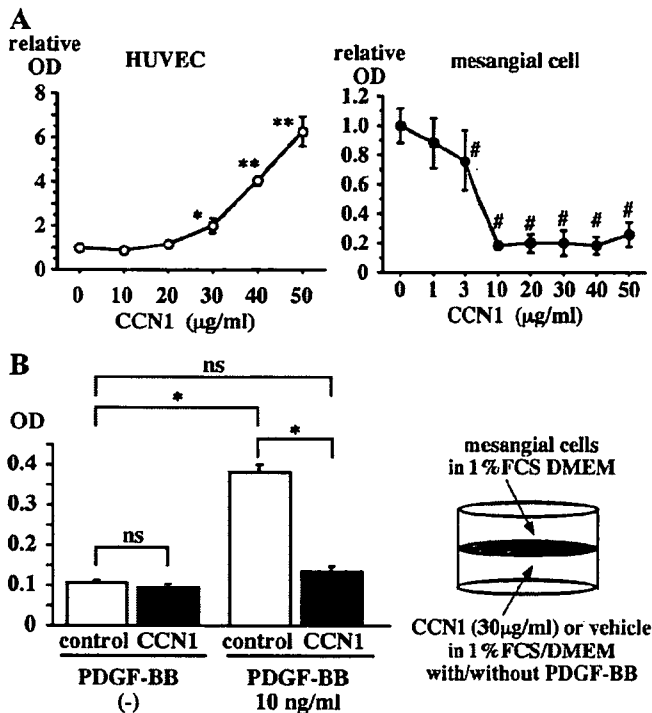 A
relative OD
HUVEC
8
6
4
2
0
*
**
**
0 10 20 30 40 50
CCN1 (μg/ml)
relative OD
mesangial cell
1.2
1.0
0.8
0.6
0.4
0.2
0
#
# # # # #
0 1 3 10 20 30 40 50
CCN1 (μg/ml)
B
OD
ns
*
*
ns
0.4
0.3
0.2
0.1
0
control CCN1
control CCN1
PDGF-BB
(-)
PDGF-BB
10 ng/ml
mesangial cells
in 1%FCS DMEM
CCN1 (30μg/ml) or vehicle
in 1%FCS/DMEM
with/without PDGF-BB